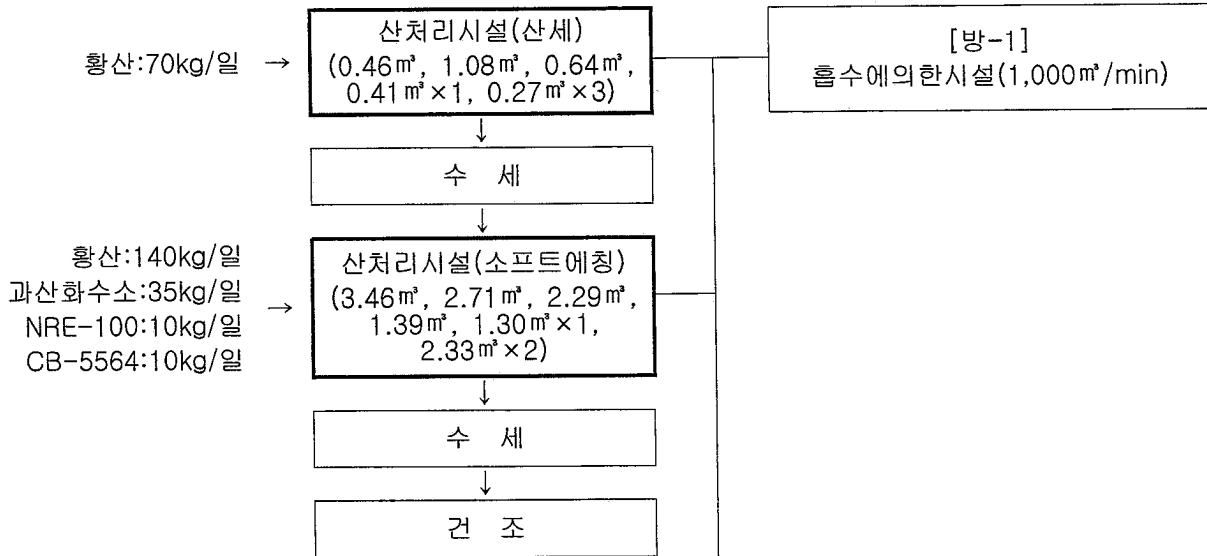 황산:70kg/일 →
산처리시설(산세)
(0.46㎥, 1.08㎥, 0.64㎥,
0.41㎥×1, 0.27㎥×3)
[방-1]
흡수에의한시설(1,000㎥/min)
↓
수 세
↓
황산:140kg/일
과산화수소:35kg/일
NRE-100:10kg/일
CB-5564:10kg/일
→
산처리시설(소프트에칭)
(3.46㎥, 2.71㎥, 2.29㎥,
1.39㎥, 1.30㎥×1,
2.33㎥×2)
↓
수 세
↓
건 조